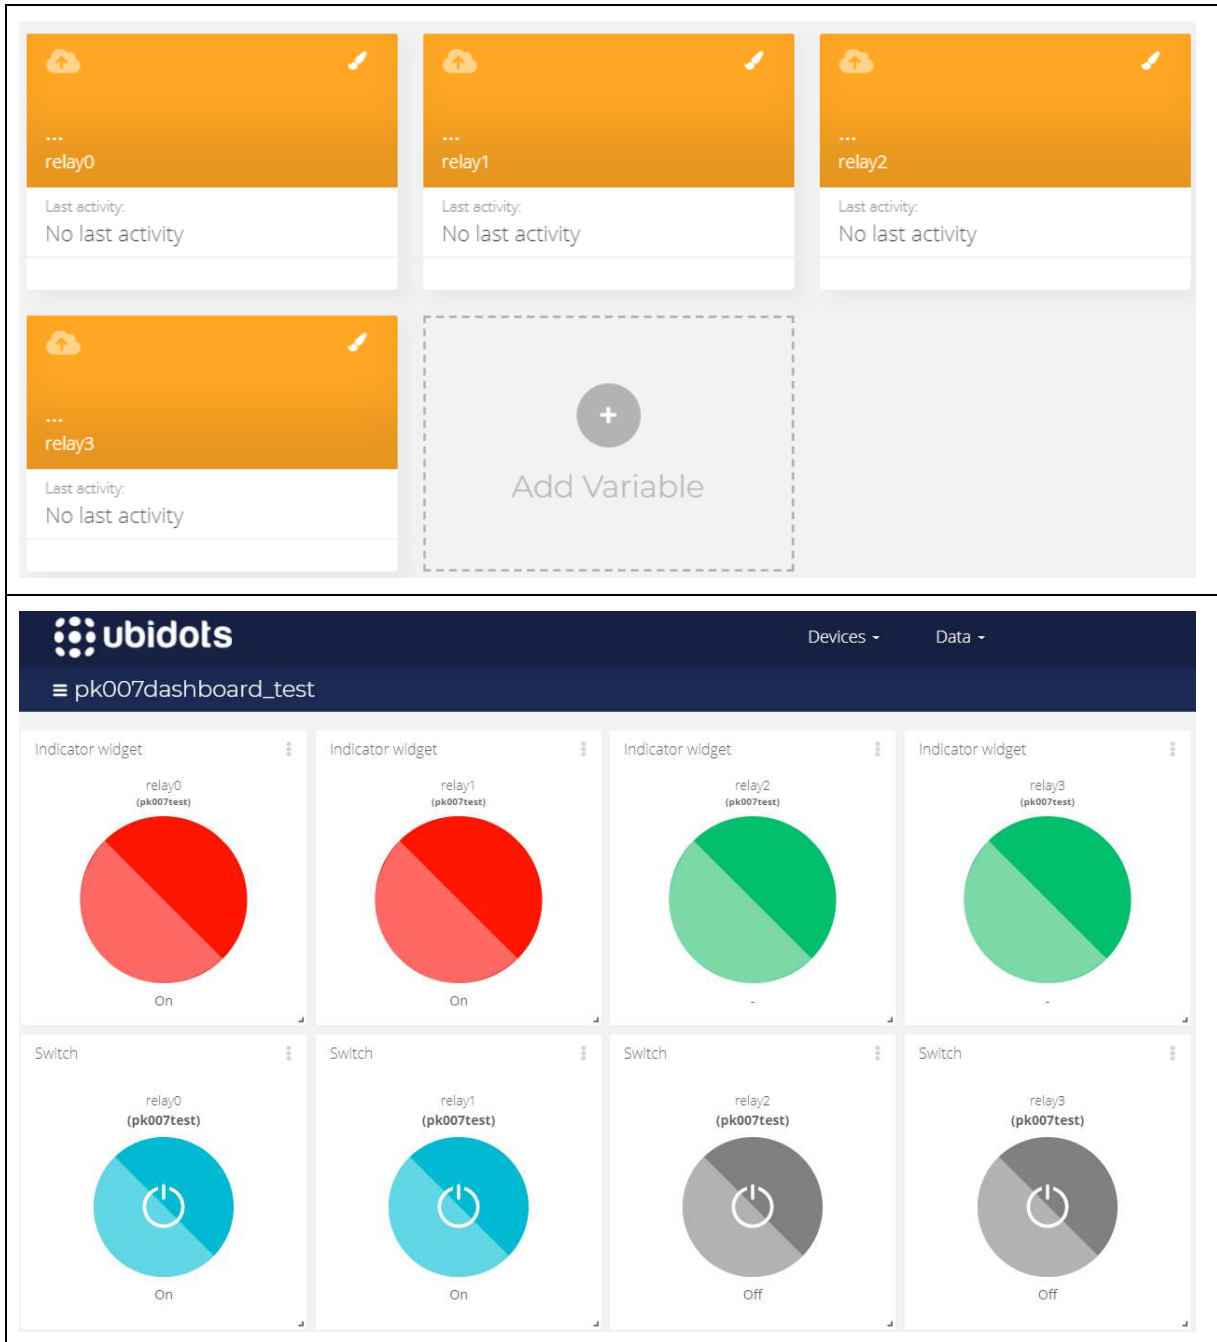 ...
relay0
Last activity:
No last activity
...
relay1
Last activity:
No last activity
...
relay2
Last activity:
No last activity
...
relay3
Last activity:
No last activity
+
Add Variable
ubidots
Devices
Data
≡ pk007dashboard_test
Indicator widget
relay0
(pk007test)
On
Indicator widget
relay1
(pk007test)
On
Indicator widget
relay2
(pk007test)
-
Indicator widget
relay3
(pk007test)
-
Switch
relay0
(pk007test)
On
Switch
relay1
(pk007test)
On
Switch
relay2
(pk007test)
Off
Switch
relay3
(pk007test)
Off